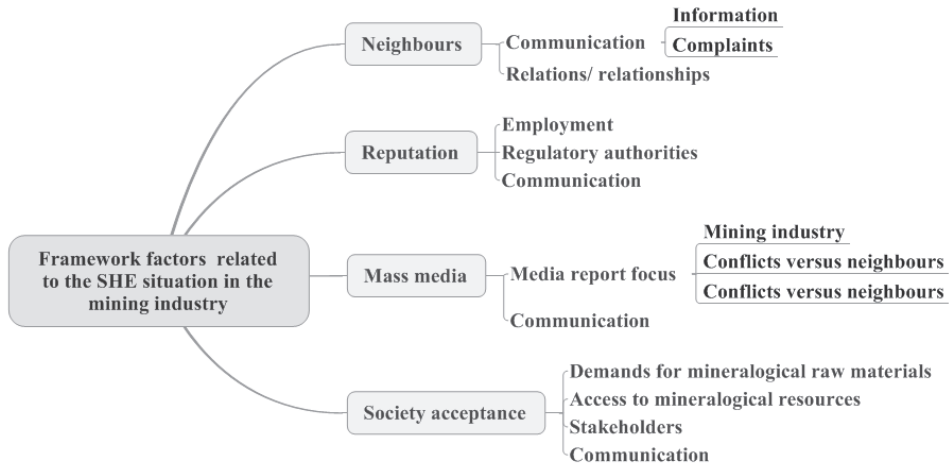 Information
Neighbours
Communication
Complaints
Relations/ relationships
Employment
Reputation
Regulatory authorities
Communication
Framework factors related
to the SHE situation in the
mining industry
Mining industry
Mass media
Media report focus
Conflicts versus neighbours
Conflicts versus neighbours
Communication
Demands for mineralogical raw materials
Access to mineralogical resources
Society acceptance
Stakeholders
Communication